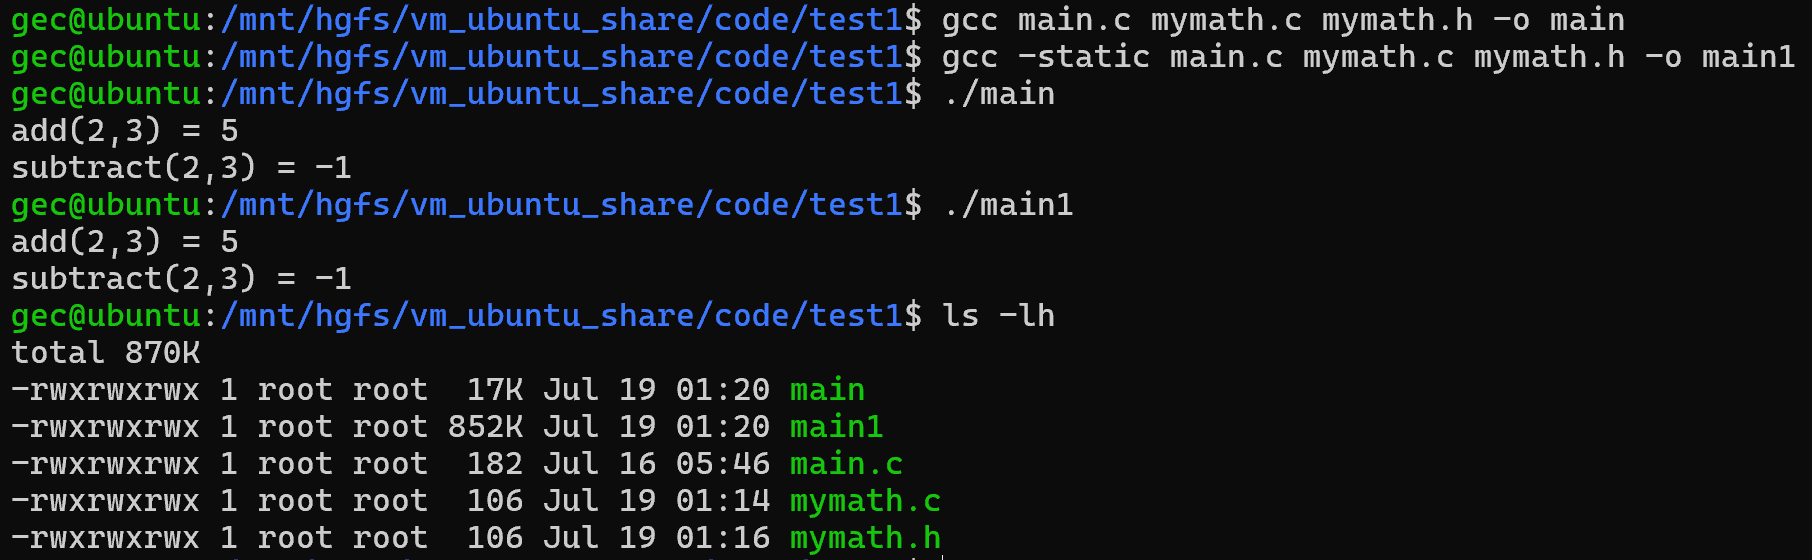 gec@ubuntu:/mnt/hgfs/vm_ubuntu_share/code/test1$ gcc main.c mymath.c mymath.h -o main
gec@ubuntu:/mnt/hgfs/vm_ubuntu_share/code/test1$ gcc -static main.c mymath.c mymath.h -o main1
gec@ubuntu:/mnt/hgfs/vm_ubuntu_share/code/test1$ ./main
add(2,3) = 5
subtract(2,3) = -1
gec@ubuntu:/mnt/hgfs/vm_ubuntu_share/code/test1$ ./main1
add(2,3) = 5
subtract(2,3) = -1
gec@ubuntu:/mnt/hgfs/vm_ubuntu_share/code/test1$ ls -lh
total 870K
-rwxrwxrwx 1 root root  17K Jul 19 01:20 main
-rwxrwxrwx 1 root root 852K Jul 19 01:20 main1
-rwxrwxrwx 1 root root  182 Jul 16 05:46 main.c
-rwxrwxrwx 1 root root  106 Jul 19 01:14 mymath.c
-rwxrwxrwx 1 root root  106 Jul 19 01:16 mymath.h